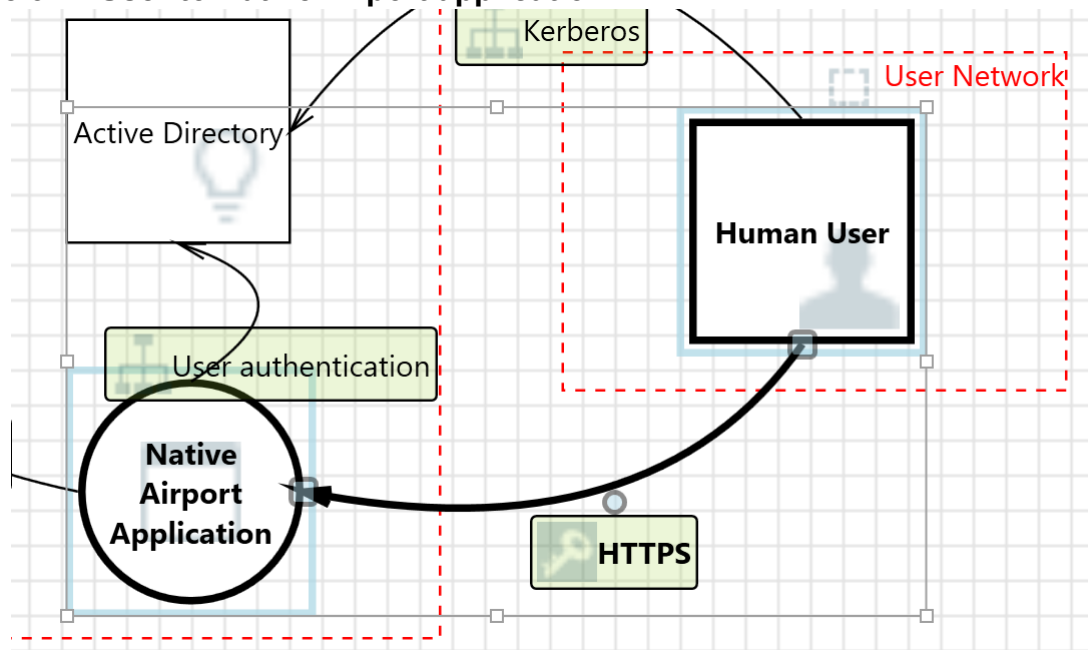 Kerberos
User Network
Active Directory
Human User
User authentication
Native
Airport
Application
HTTPS